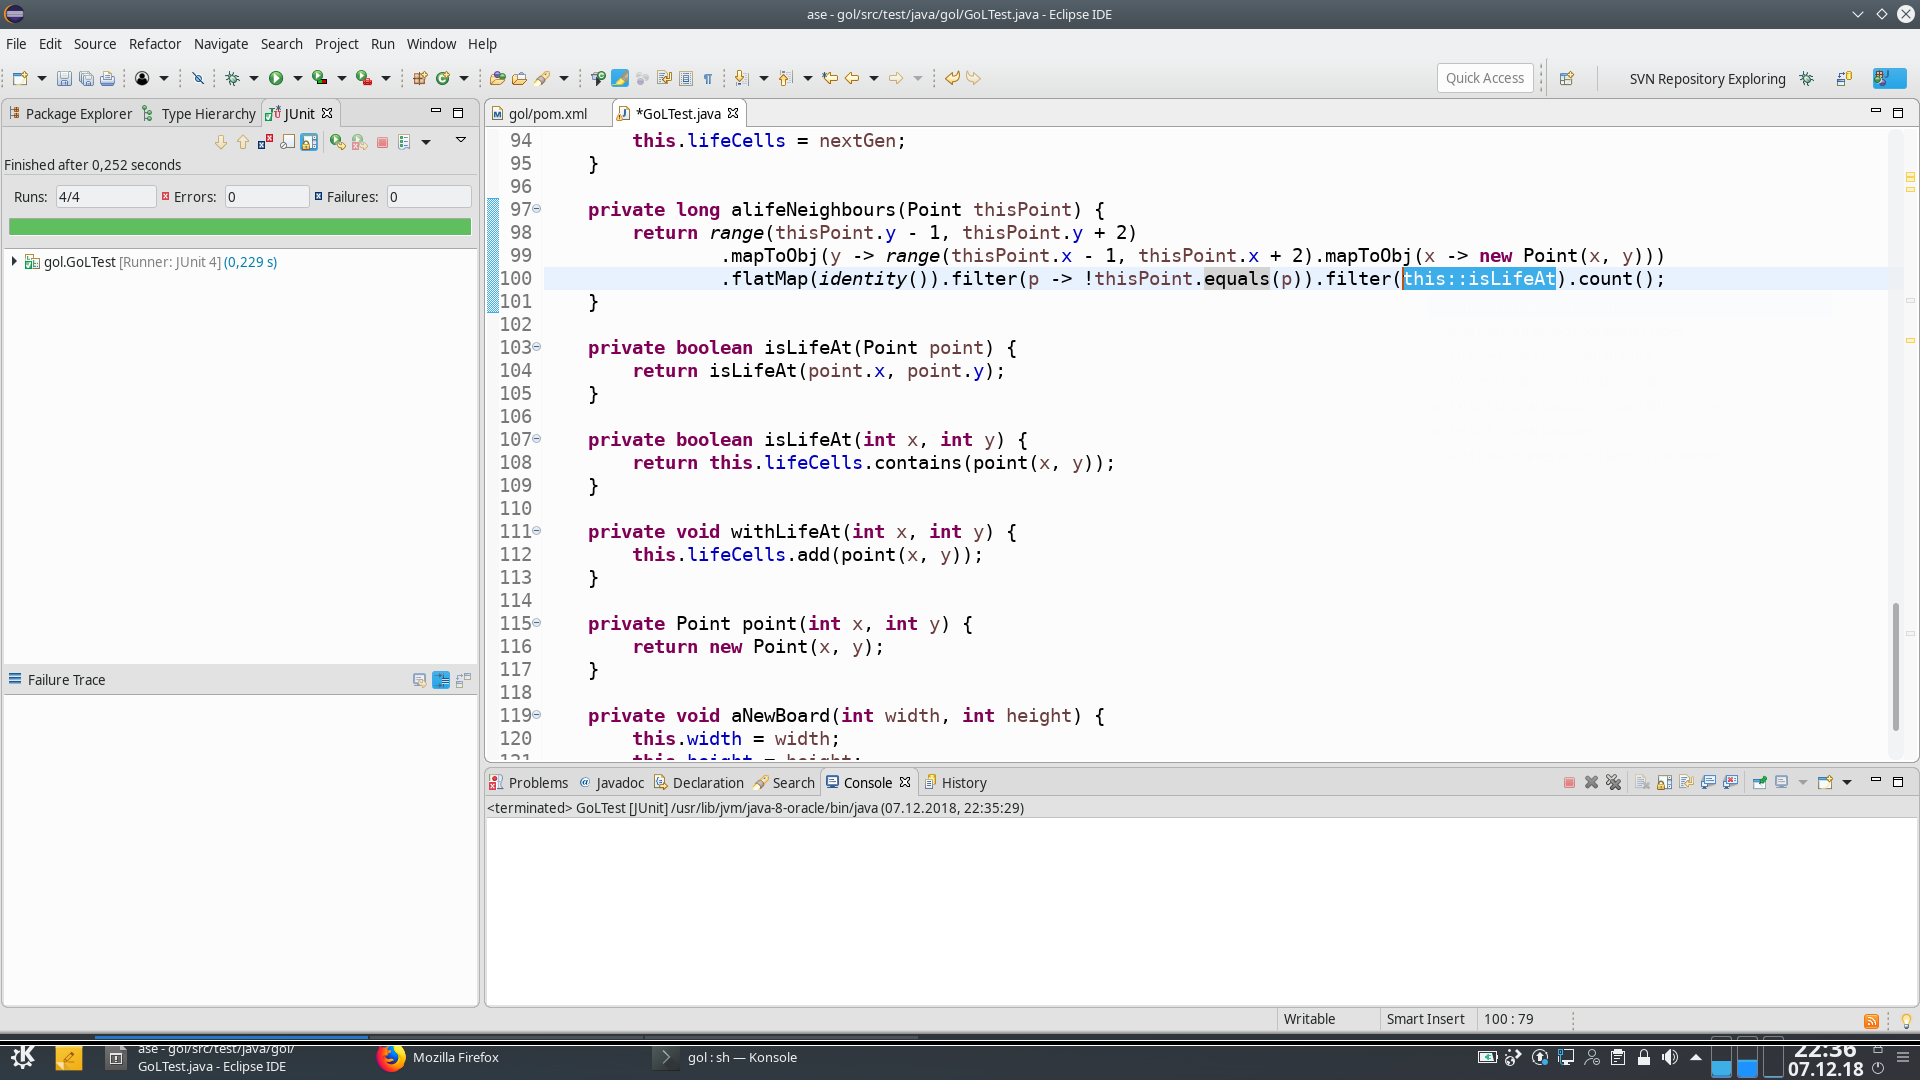 ase - gol/src/test/java/gol/GoLTest.java - Eclipse IDE
File Edit Source Refactor Navigate Search Project Run Window Help
Quick Access
SVN Repository Exploring
Package Explorer Type Hierarchy JUnit
Finished after 0,252 seconds
Runs: 4/4 Errors: 0 Failures: 0
gol.GoLTest [Runner: JUnit 4] (0,229 s)
Failure Trace
gol/pom.xml *GoLTest.java
94 this.lifeCells = nextGen;
95 }
96
97 private long alifeNeighbours(Point thisPoint) {
98 return range(thisPoint.y - 1, thisPoint.y + 2)
99 .mapToObj(y -> range(thisPoint.x - 1, thisPoint.x + 2).mapToObj(x -> new Point(x, y)))
100 .flatMap(identity()).filter(p -> !thisPoint.equals(p)).filter(this::isLifeAt).count();
101 }
102
103 private boolean isLifeAt(Point point) {
104 return isLifeAt(point.x, point.y);
105 }
106
107 private boolean isLifeAt(int x, int y) {
108 return this.lifeCells.contains(point(x, y));
109 }
110
111 private void withLifeAt(int x, int y) {
112 this.lifeCells.add(point(x, y));
113 }
114
115 private Point point(int x, int y) {
116 return new Point(x, y);
117 }
118
119 private void aNewBoard(int width, int height) {
120 this.width = width;
121 this.height = height;
Problems Javadoc Declaration Search Console History
<terminated> GoLTest [JUnit] /usr/lib/jvm/java-8-oracle/bin/java (07.12.2018, 22:35:29)
Writable Smart Insert 100 : 79
ase - gol/src/test/java/gol/
GoLTest.java - Eclipse IDE
Mozilla Firefox
gol : sh — Konsole
22:36
07.12.18